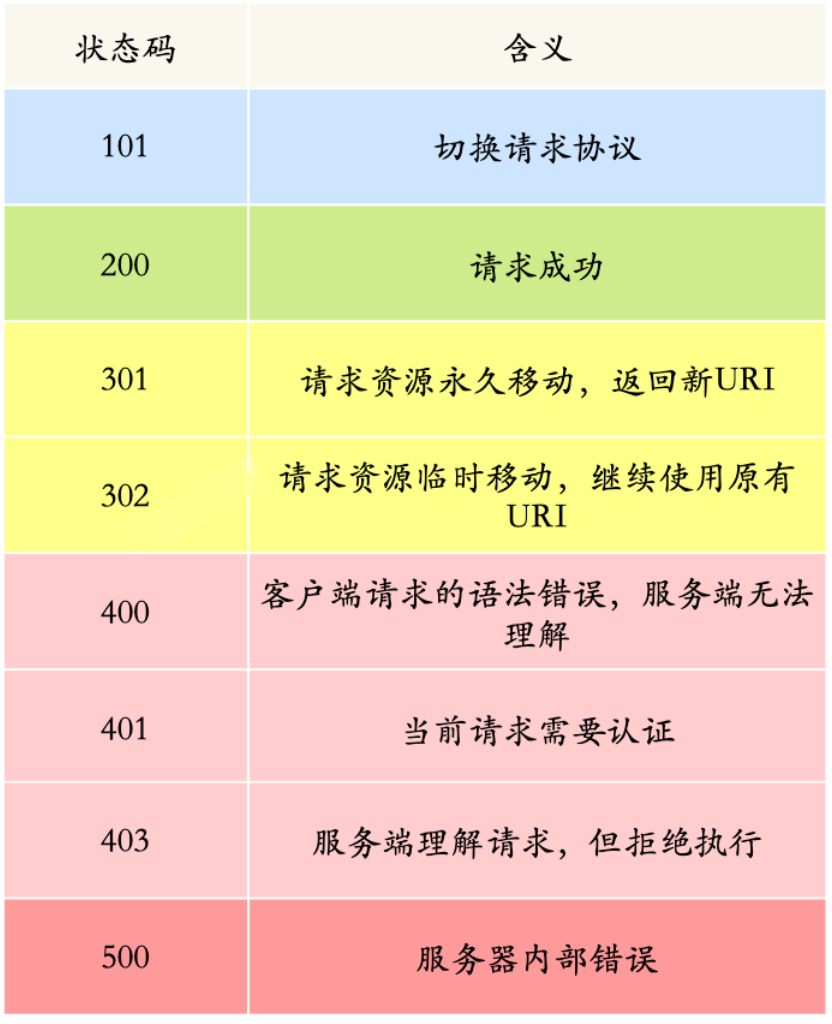 状态码 含义
101 切换请求协议
200 请求成功
301 请求资源永久移动，返回新URI
302 请求资源临时移动，继续使用原有
URI
400 客户端请求的语法错误，服务端无法
理解
401 当前请求需要认证
403 服务端理解请求，但拒绝执行
500 服务器内部错误